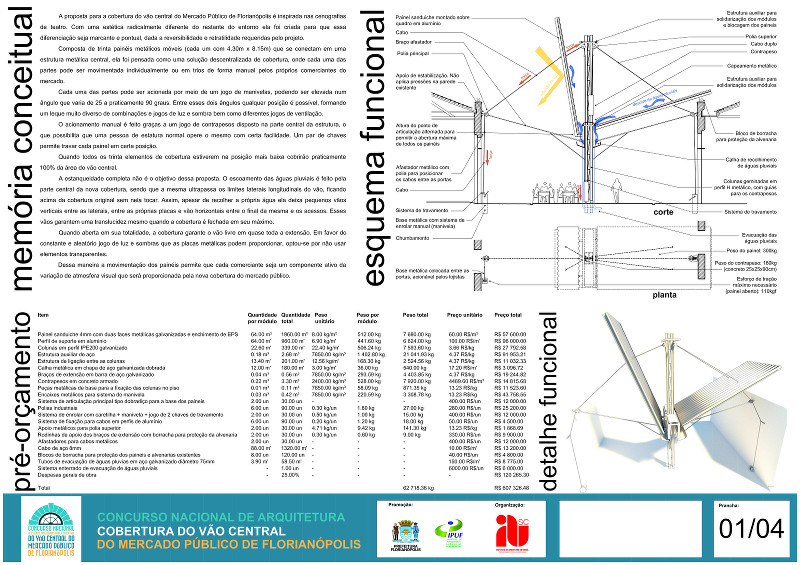 memória conceitual
A proposta para a cobertura do vão central do Mercado Público de Florianópolis é inspirada nas cenografias
de teatro. Com uma estética radicalmente diferente do restante do entorno ela foi criada para que essa
diferenciação seja marcante e pontual, dada a reversibilidade e retratilidade requeridas pelo projeto.
Composta de trinta painéis metálicos móveis (cada um com 4.30m x 8.15m) que se conectam em uma
estrutura metálica central, ela foi pensada como uma solução descentralizada de cobertura, onde cada uma das
partes pode ser movimentada individualmente ou em trios de forma manual pelos próprios comerciantes do
mercado.
Cada uma das partes pode ser acionada por meio de um jogo de manivelas, podendo ser elevada num
ângulo que varia de 25 a praticamente 90 graus. Entre esses dois ângulos qualquer posição é possível, formando
um leque muito diverso de combinações e jogos de luz e sombra bem como diferentes jogos de ventilação.
O acionamento manual é feito graças a um jogo de contrapesos disposto na parte central da estrutura, o
que possibilita que uma pessoa de estatura normal opere o mesmo com certa facilidade. Um par de chaves
permite travar cada painel em certa posição.
Quando todos os trinta elementos de cobertura estiverem na posição mais baixa cobrirão praticamente
100% da área do vão central.
A estanqueidade completa não é o objetivo dessa proposta. O escoamento das águas pluviais é feito pela
parte central da nova cobertura, sendo que a mesma ultrapassa os limites laterais longitudinais do vão, ficando
acima da cobertura original sem nela tocar. Assim, apesar de recolher a própria água ela deixa pequenos vãos
verticais entre as laterais, entre as próprias placas e vão horizontais entre o final da mesma e os acessos. Esses
vãos garantem uma translucidez mesmo quando a cobertura é fechada em sua máximo.
Quando aberta em sua totalidade, a cobertura garante o vão livre em quase toda a extensão. Em favor do
constante e aleatório jogo de luz e sombras que as placas metálicas podem proporcionar, optou-se por não usar
elementos transparentes.
Dessa maneira a movimentação dos painéis permite que cada comerciante seja um componente ativo da
variação de atmosfera visual que será proporcionada pela nova cobertura do mercado público.
esquema funcional
Painel sanduíche montado sobre
quadro em alumínio
Cabo
Braço afastador
Polia principal
Apoio de estabilização. Não
aplica pressões na parede
existente
Altura do ponto de
articulação alternada para
permitir a abertura máxima
de todos os painéis
Afastador metálico com
polia para posicionar
os cabos entre as portas.
Cabo
Sistema de travamento
Base metálica com sistema de
enrolar manual (manivela)
Chumbamento
Base metálica colocada entre as
portas, acionável pelos lojistas
Estrutura auxiliar para
solidarização dos módulos
e blocagem dos painéis
Polia superior
Cabo duplo
Contrapeso
Capeamento metálico
Estrutura auxiliar para
solidarização dos módulos
Bloco de borracha
para proteção da alvenaria
Calha de recolhimento
de águas pluviais
Colunas geminadas em
perfil H metálico, com guias
para os contrapesos
corte
Sistema de travamento
Evacuação das
águas pluviais
Peso do painel: 300kg
Peso do contrapeso: 160kg
(concreto 25x25x90cm)
Esforço de tração
máximo necessário
(painel aberto): 110kgf
planta
pré-orçamento
Item Quantidade por módulo Quantidade total Peso unitário Peso por módulo Peso total Preço unitário Preço total
Painel sanduíche 4mm com duas faces metálicas galvanizadas e enchimento de EPS 64.00 m² 1960.00 m² 8.00 kg/m² 512.00 kg 7 680.00 kg 60.00 R$/m² R$ 57 600.00
Perfil de suporte em alumínio 64.00 m² 960.00 m² 6.90 kg/m² 441.60 kg 6 624.00 kg 100.00 R$/m² R$ 96 000.00
Colunas em perfil IPE200 galvanizado 22.60 m² 339.00 m² 22.40 kg/m² 506.24 kg 7 593.60 kg 3.66 R$/kg R$ 27 792.58
Estrutura auxiliar de aço 0.18 m³ 2.68 m³ 7850.00 kg/m³ 1 402.80 kg 21 041.93 kg 4.37 R$/kg R$ 91 953.21
Estrutura de ligação entre as colunas 13.40 m² 201.00 m² 12.56 kg/m² 168.30 kg 2 524.56 kg 4.37 R$/kg R$ 11 032.33
Calha metálica em chapa de aço galvanizada dobrada 12.00 m² 180.00 m² 3.00 kg/m² 36.00 kg 540.00 kg 17.20 R$/m² R$ 3 096.72
Braços de extensão em barra de aço galvanizado 0.04 m³ 0.56 m³ 7850.00 kg/m³ 293.59 kg 4 403.85 kg 4.37 R$/kg R$ 19 244.82
Contrapesos em concreto armado 0.22 m³ 3.30 m³ 2400.00 kg/m³ 528.00 kg 7 920.00 kg 4469.60 R$/m³ R$ 14 615.68
Peças metálicas da base para a fixação das colunas no piso 0.01 m³ 0.11 m³ 7850.00 kg/m³ 58.09 kg 871.35 kg 13.23 R$/kg R$ 11 523.60
Encaixes metálicos para sistema de manivela 0.03 m³ 0.42 m³ 7850.00 kg/m³ 220.59 kg 3 308.78 kg 13.23 R$/kg R$ 43 758.55
Sistema de articulação principal tipo dobradiço para a base dos painéis 2.00 un 30.00 un - - - 400.00 R$/un R$ 12 000.00
Polias industriais 6.00 un 90.00 un 0.30 kg/un 1.80 kg 27.00 kg 280.00 R$/un R$ 25 200.00
Sistema de enrolar com caretilha + manivela + jogo de 2 chaves de travamento 2.00 un 30.00 un 0.50 kg/un 1.00 kg 15.00 kg 400.00 R$/un R$ 12 000.00
Sistema de fixação para cabos em perfis de alumínio 6.00 un 90.00 un 0.20 kg/un 1.20 kg 18.00 kg 50.00 R$/un R$ 4 500.00
Apoio metálicos para polia superior 2.00 un 30.00 un 4.71 kg/un 9.42 kg 141.30 kg 13.23 R$/kg R$ 1 868.69
Rodinhas de apoio dos braços de extensão com borracha para proteção da alvenaria 2.00 un 30.00 un 0.30 kg/un 0.60 kg 9.00 kg 330.00 R$/un R$ 9 900.00
Afastadores para cabos metálicos 2.00 un 30.00 un - - - 400.00 R$/un R$ 12 000.00
Cabo de aço 8mm 88.00 m² 1320.00 m² - - - 10.00 R$/m² R$ 13 200.00
Blocos de borracha para proteção dos painéis e alvenarias existentes 8.00 un 120.00 un - - - 40.00 R$/un R$ 4 800.00
Tubos de evacuação de águas pluviais em aço galvanizado diâmetro 75mm 3.90 m² 58.50 m² - - - 150.00 R$/m² R$ 8 775.00
Sistema enterrado de evacuação de águas pluviais 1.00 un - - - 6000.00 R$/un R$ 6 000.00
Despesas gerais de obra 25.00% - - - R$ 120 265.30
Total 62 718.36 kg R$ 607 326.48
detalhe funcional
CONCURSO NACIONAL
DO VÃO CENTRAL DO
MERCADO PÚBLICO
DE FLORIANÓPOLIS
CONCURSO NACIONAL DE ARQUITETURA
COBERTURA DO VÃO CENTRAL
DO MERCADO PÚBLICO DE FLORIANÓPOLIS
Promoção:
PREFEITURA
FLORIANÓPOLIS
IPUF
Organização:
SC
Prancha:
01/04